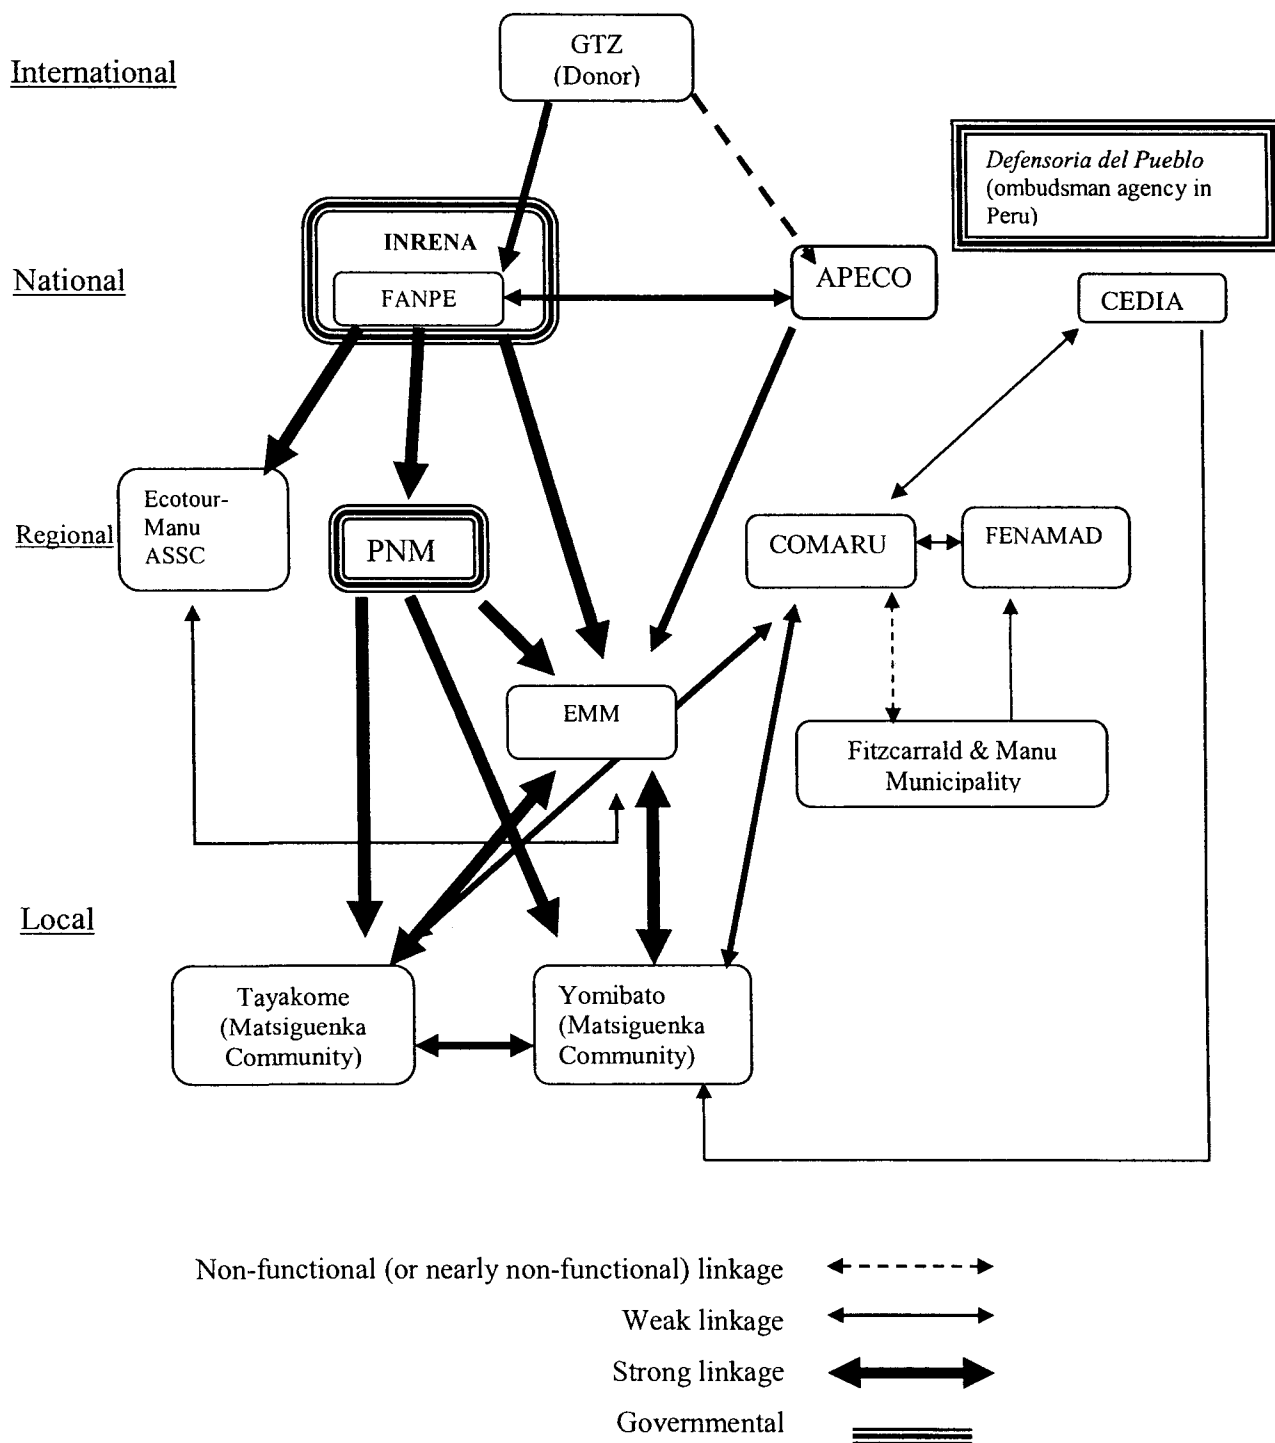 GTZ
(Donor)
International
Defensoria del Pueblo
(ombudsman agency in
Peru)
INRENA
National
FANPE
APECO
CEDIA
Ecotour-
Manu
ASSC
Regional
PNM
COMARU
FENAMAD
EMM
Fitzcarrald & Manu
Municipality
Local
Tayakome
(Matsiguenka
Community)
Yomibato
(Matsiguenka
Community)
Non-functional (or nearly non-functional) linkage
Weak linkage
Strong linkage
Governmental